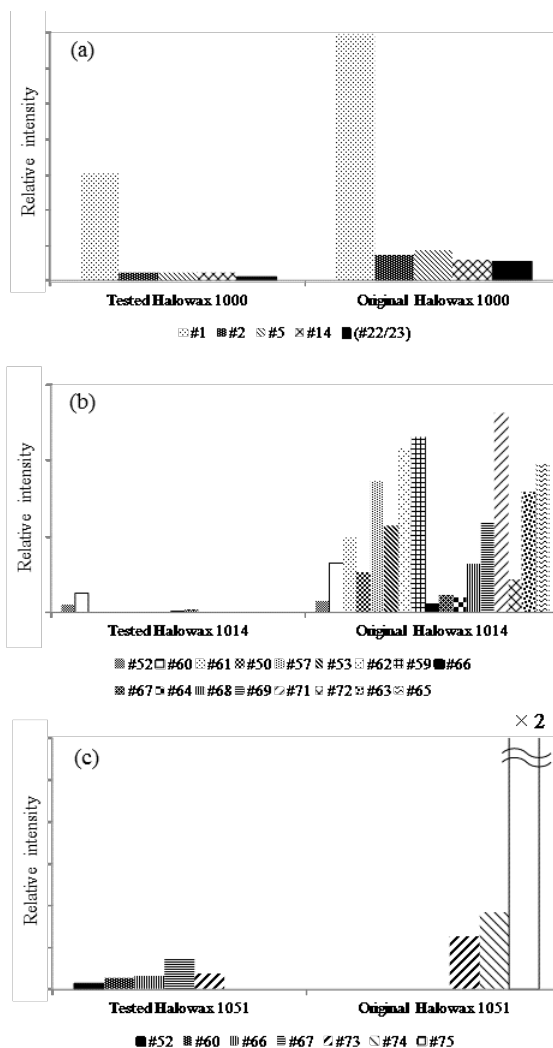 (a)
Relative intensity
Tested Halowax 1000 Original Halowax 1000
#1 #2 #5 #14 (#22/23)
(b)
Relative intensity
Tested Halowax 1014 Original Halowax 1014
#52 #60 #61 #50 #57 #53 #62 #59 #66
#67 #64 #68 #69 #71 #72 #63 #65
× 2
(c)
Relative intensity
Tested Halowax 1051 Original Halowax 1051
#52 #60 #66 #67 #73 #74 #75